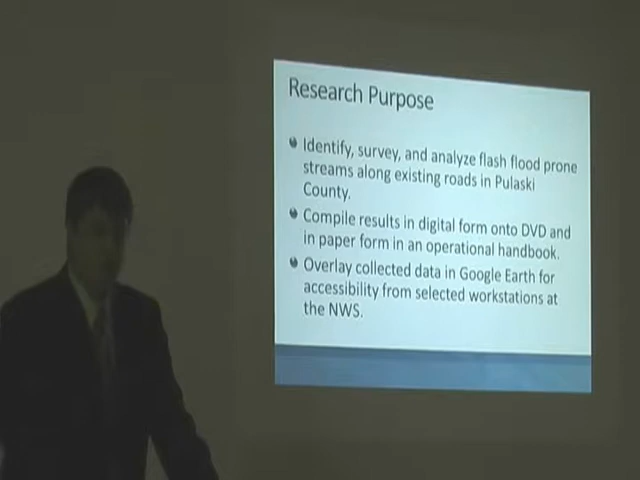 Research Purpose
Identify, survey, and analyze flash flood prone
streams along existing roads in Pulaski
County.
Compile results in digital form onto DVD and
in paper form in an operational handbook.
Overlay collected data in Google Earth for
accessibility from selected workstations at
the NWS.